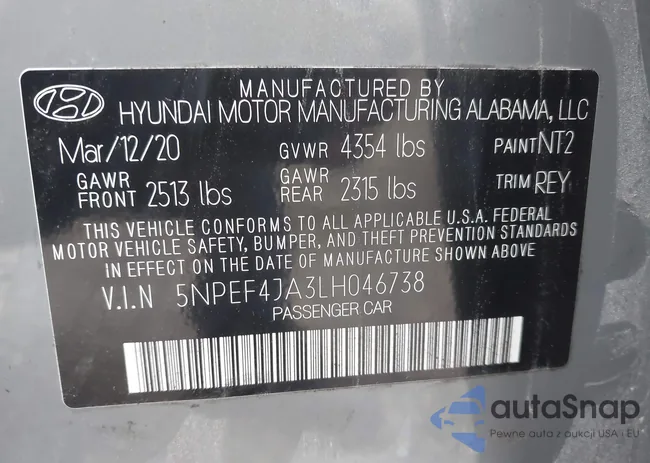 MANUFACTURED BY
HYUNDAI MOTOR MANUFACTURING ALABAMA, LLC
Mar/12/20 GVWR 4354 lbs PAINT NT2
GAWR FRONT 2513 lbs GAWR REAR 2315 lbs TRIM REY
THIS VEHICLE CONFORMS TO ALL APPLICABLE U.S.A. FEDERAL
MOTOR VEHICLE SAFETY, BUMPER, AND THEFT PREVENTION STANDARDS
IN EFFECT ON THE DATE OF MANUFACTURE SHOWN ABOVE
V.I.N 5NPEF4JA3LH046738
PASSENGER CAR
autaSnap
Pewne auta z aukcji USA i EU